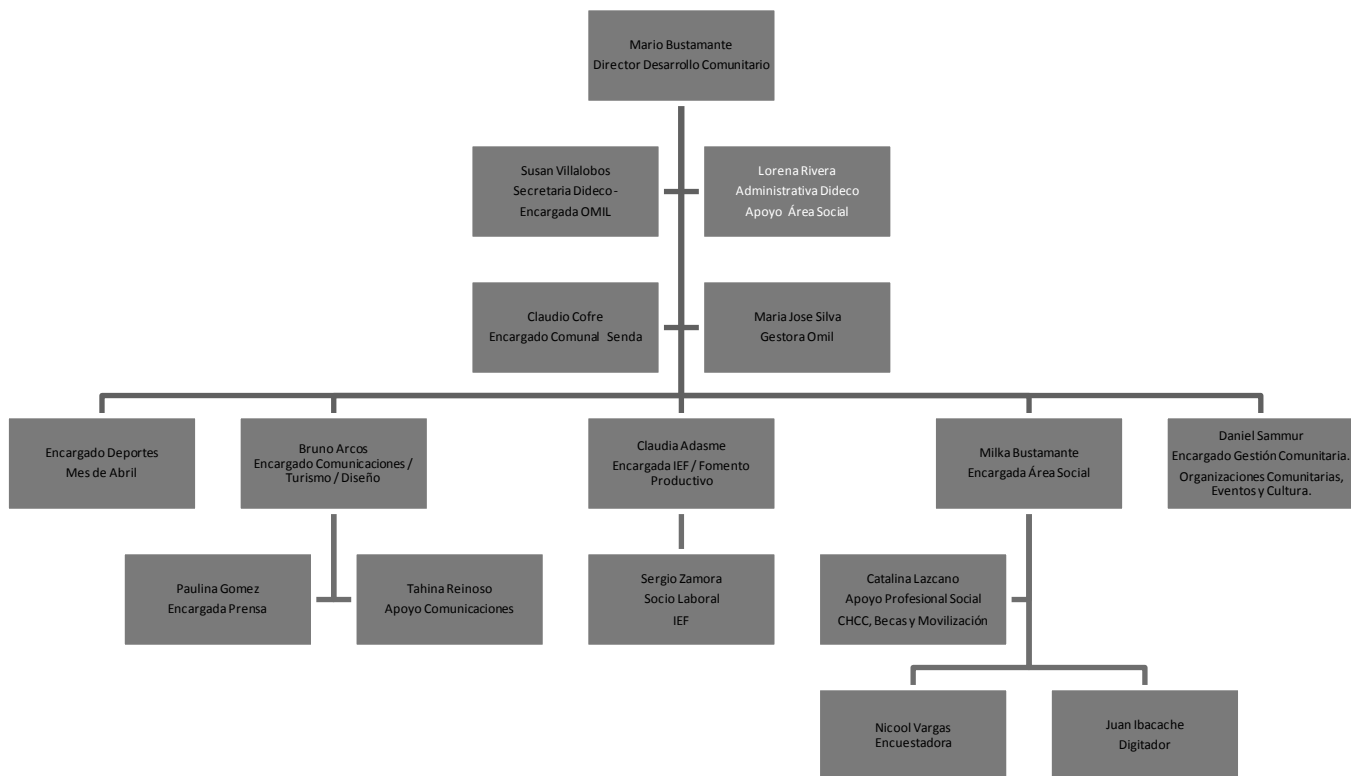 Mario Bustamante
Director Desarrollo Comunitario
Susan Villalobos
Secretaria Dideco-
Encargada OMIL
Lorena Rivera
Administrativa Dideco
Apoyo Área Social
Claudio Cofre
Encargado Comunal Senda
Maria Jose Silva
Gestora Omil
Encargado Deportes
Mes de Abril
Bruno Arcos
Encargado Comunicaciones /
Turismo / Diseño
Claudia Adasme
Encargada IEF / Fomento
Productivo
Milka Bustamante
Encargada Área Social
Daniel Sammur
Encargado Gestión Comunitaria.
Organizaciones Comunitarias,
Eventos y Cultura.
Paulina Gomez
Encargada Prensa
Tahina Reinoso
Apoyo Comunicaciones
Sergio Zamora
Socio Laboral
IEF
Catalina Lazcano
Apoyo Profesional Social
CHCC, Becas y Movilización
Nicool Vargas
Encuestadora
Juan Ibacache
Digitador